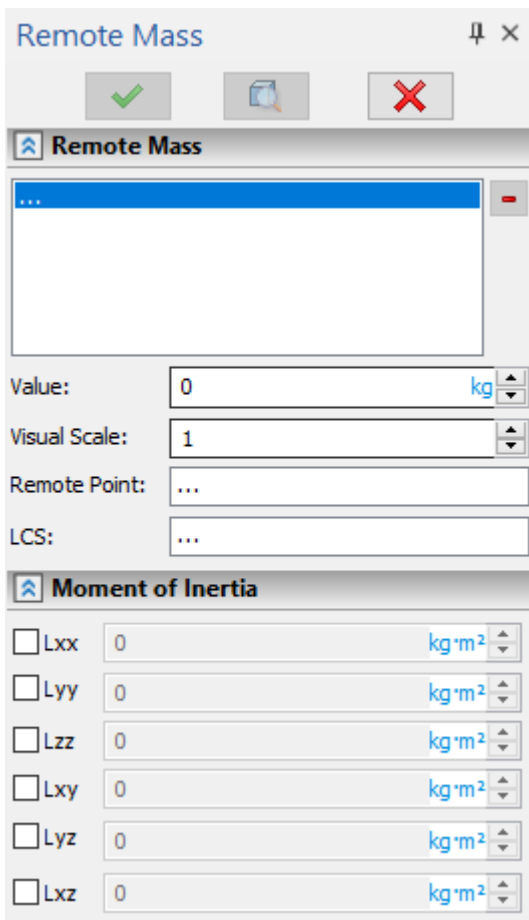 Remote Mass
Remote Mass
...
Value: 0 kg
Visual Scale: 1
Remote Point: ...
LCS: ...
Moment of Inertia
Lxx 0 kg·m²
Lyy 0 kg·m²
Lzz 0 kg·m²
Lxy 0 kg·m²
Lyz 0 kg·m²
Lxz 0 kg·m²